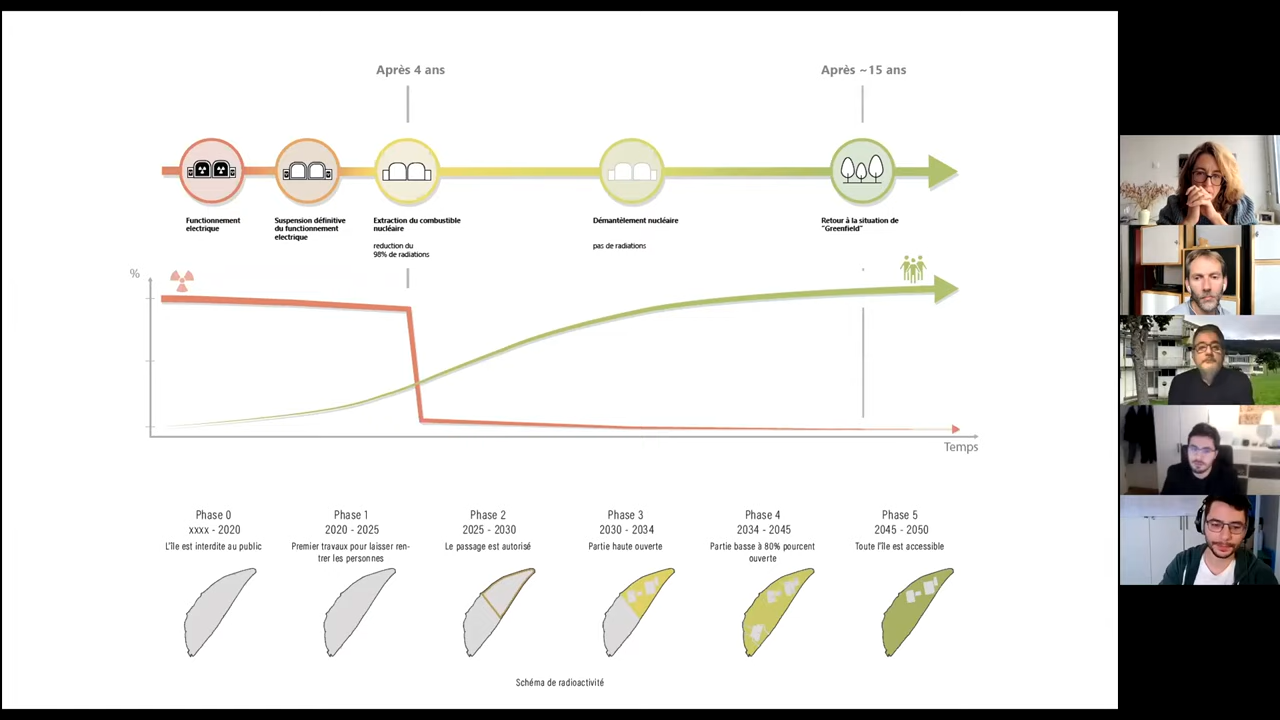 Après 4 ans
Après ~15 ans
Functionnement
electrique
Suspension définitive
du functionnement
electrique
Extraction du combustible
nucléaire
reduction du
98% de radiations
Démantèlement nucléaire
pas de radiations
Retour à la situation de
"Greenfield"
%
Temps
Phase 0
xxxx - 2020
L'île est interdite au public
Phase 1
2020 - 2025
Premier travaux pour laisser ren-
trer les personnes
Phase 2
2025 - 2030
Le passage est autorisé
Phase 3
2030 - 2034
Partie haute ouverte
Phase 4
2034 - 2045
Partie basse à 80% pourcent
ouverte
Phase 5
2045 - 2050
Toute l'île est accessible
Schéma de radioactivité